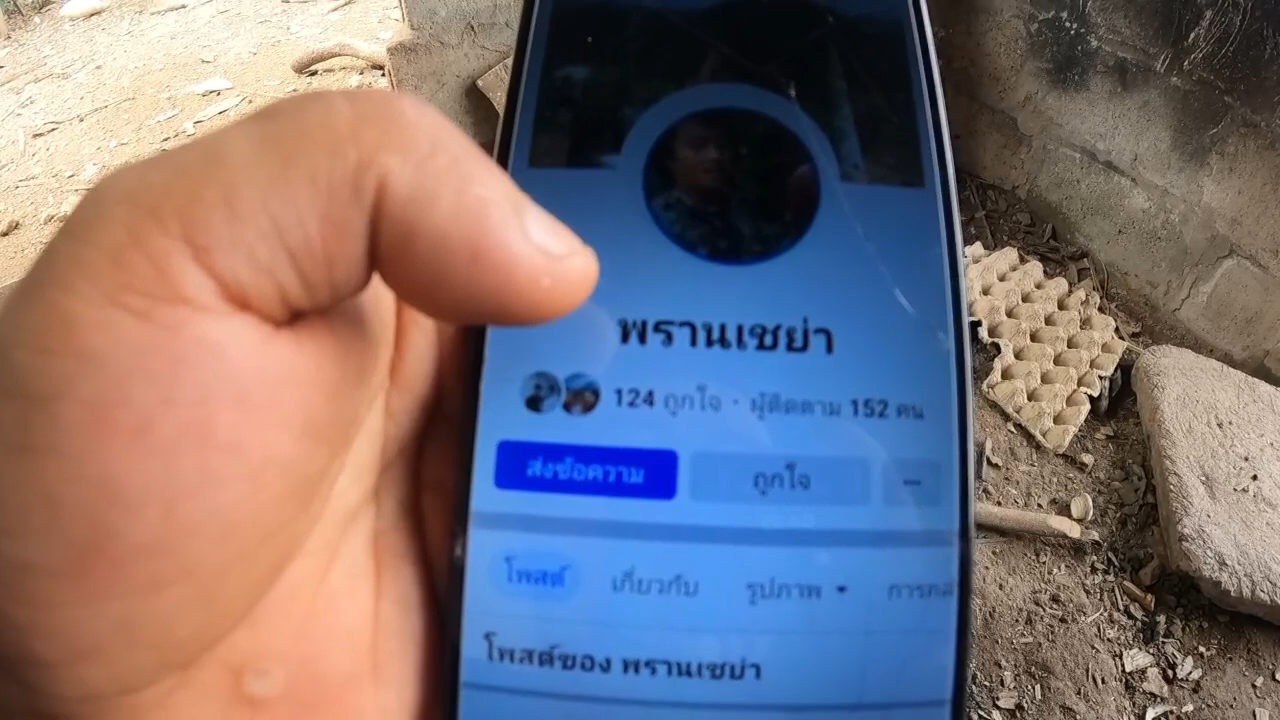 พรานเชย่า
124 ถูกใจ · ผู้ติดตาม 152 คน
ส่งข้อความ ถูกใจ
โพสต์ เกี่ยวกับ รูปภาพ
โพสต์ของ พรานเชย่า